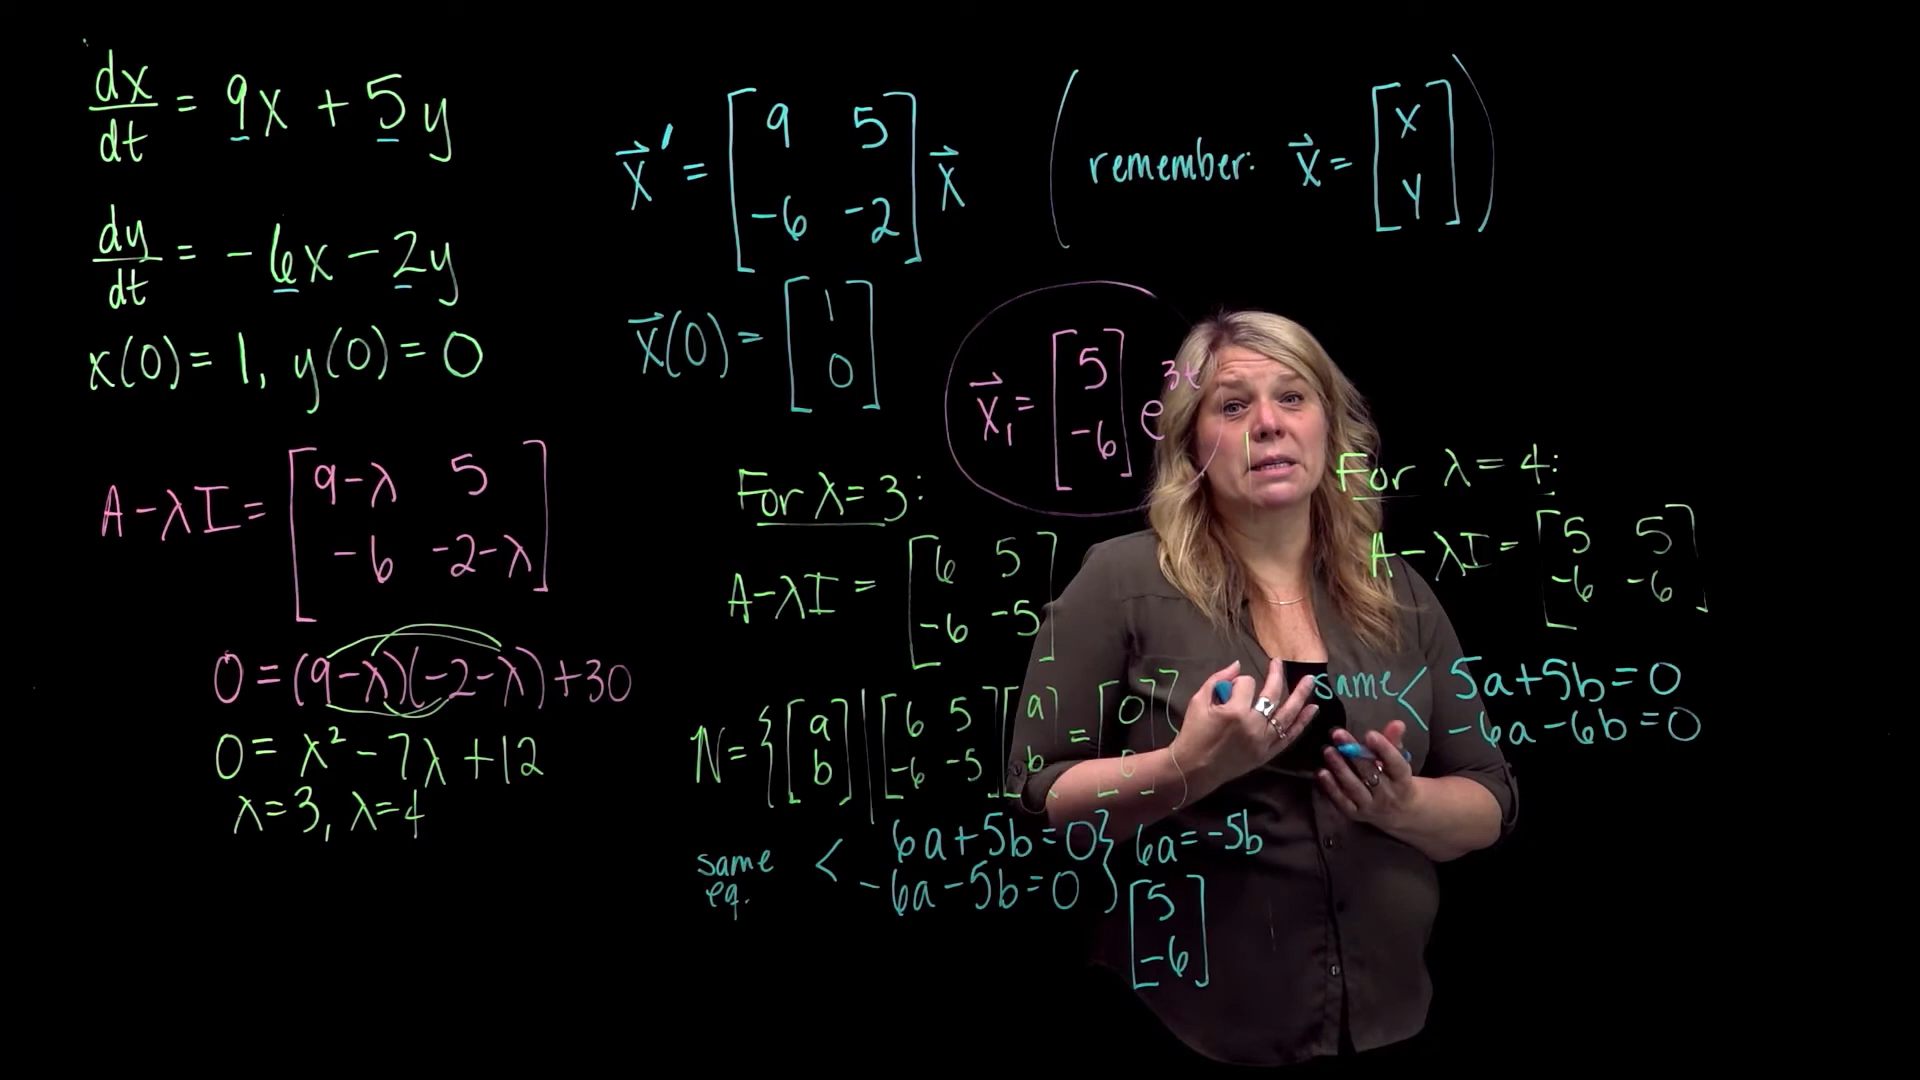 dx/dt = 9x + 5y
dy/dt = -6x - 2y
x(0) = 1, y(0) = 0
A - λI = [9-λ 5
-6 -2-λ]
0 = (9-λ)(-2-λ) + 30
0 = λ² - 7λ + 12
λ = 3, λ = 4
x⃗' = [9 5
-6 -2] x⃗
(remember: x⃗ = [x
y])
x⃗(0) = [1
0]
x⃗₁ = [5
-6] e^3t
For λ = 3:
A - λI = [6 5
-6 -5]
N = {[a
b] | [6 5
-6 -5] [a
b] = [0
0]}
same eq. < 6a + 5b = 0
-6a - 5b = 0 } 6a = -5b
[5
-6]
For λ = 4:
A - λI = [5 5
-6 -6]
same < 5a + 5b = 0
-6a - 6b = 0